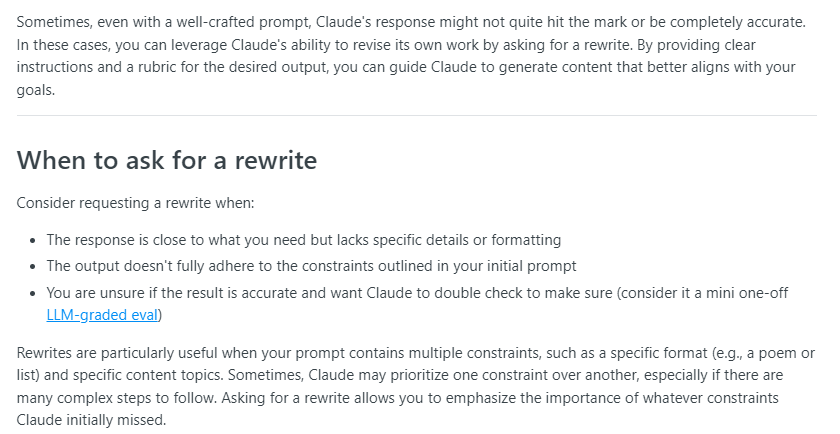 Sometimes, even with a well-crafted prompt, Claude's response might not quite hit the mark or be completely accurate.
In these cases, you can leverage Claude's ability to revise its own work by asking for a rewrite. By providing clear
instructions and a rubric for the desired output, you can guide Claude to generate content that better aligns with your
goals.
When to ask for a rewrite
Consider requesting a rewrite when:
• The response is close to what you need but lacks specific details or formatting
• The output doesn't fully adhere to the constraints outlined in your initial prompt
• You are unsure if the result is accurate and want Claude to double check to make sure (consider it a mini one-off
LLM-graded eval)
Rewrites are particularly useful when your prompt contains multiple constraints, such as a specific format (e.g., a poem or
list) and specific content topics. Sometimes, Claude may prioritize one constraint over another, especially if there are
many complex steps to follow. Asking for a rewrite allows you to emphasize the importance of whatever constraints
Claude initially missed.